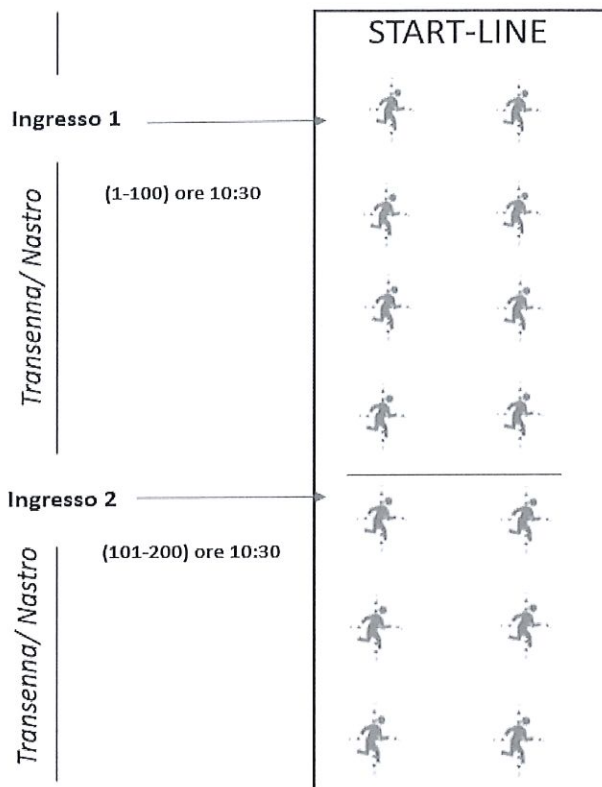 START-LINE
Ingresso 1
(1-100) ore 10:30
Transenna/ Nastro
Ingresso 2
(101-200) ore 10:30
Transenna/ Nastro